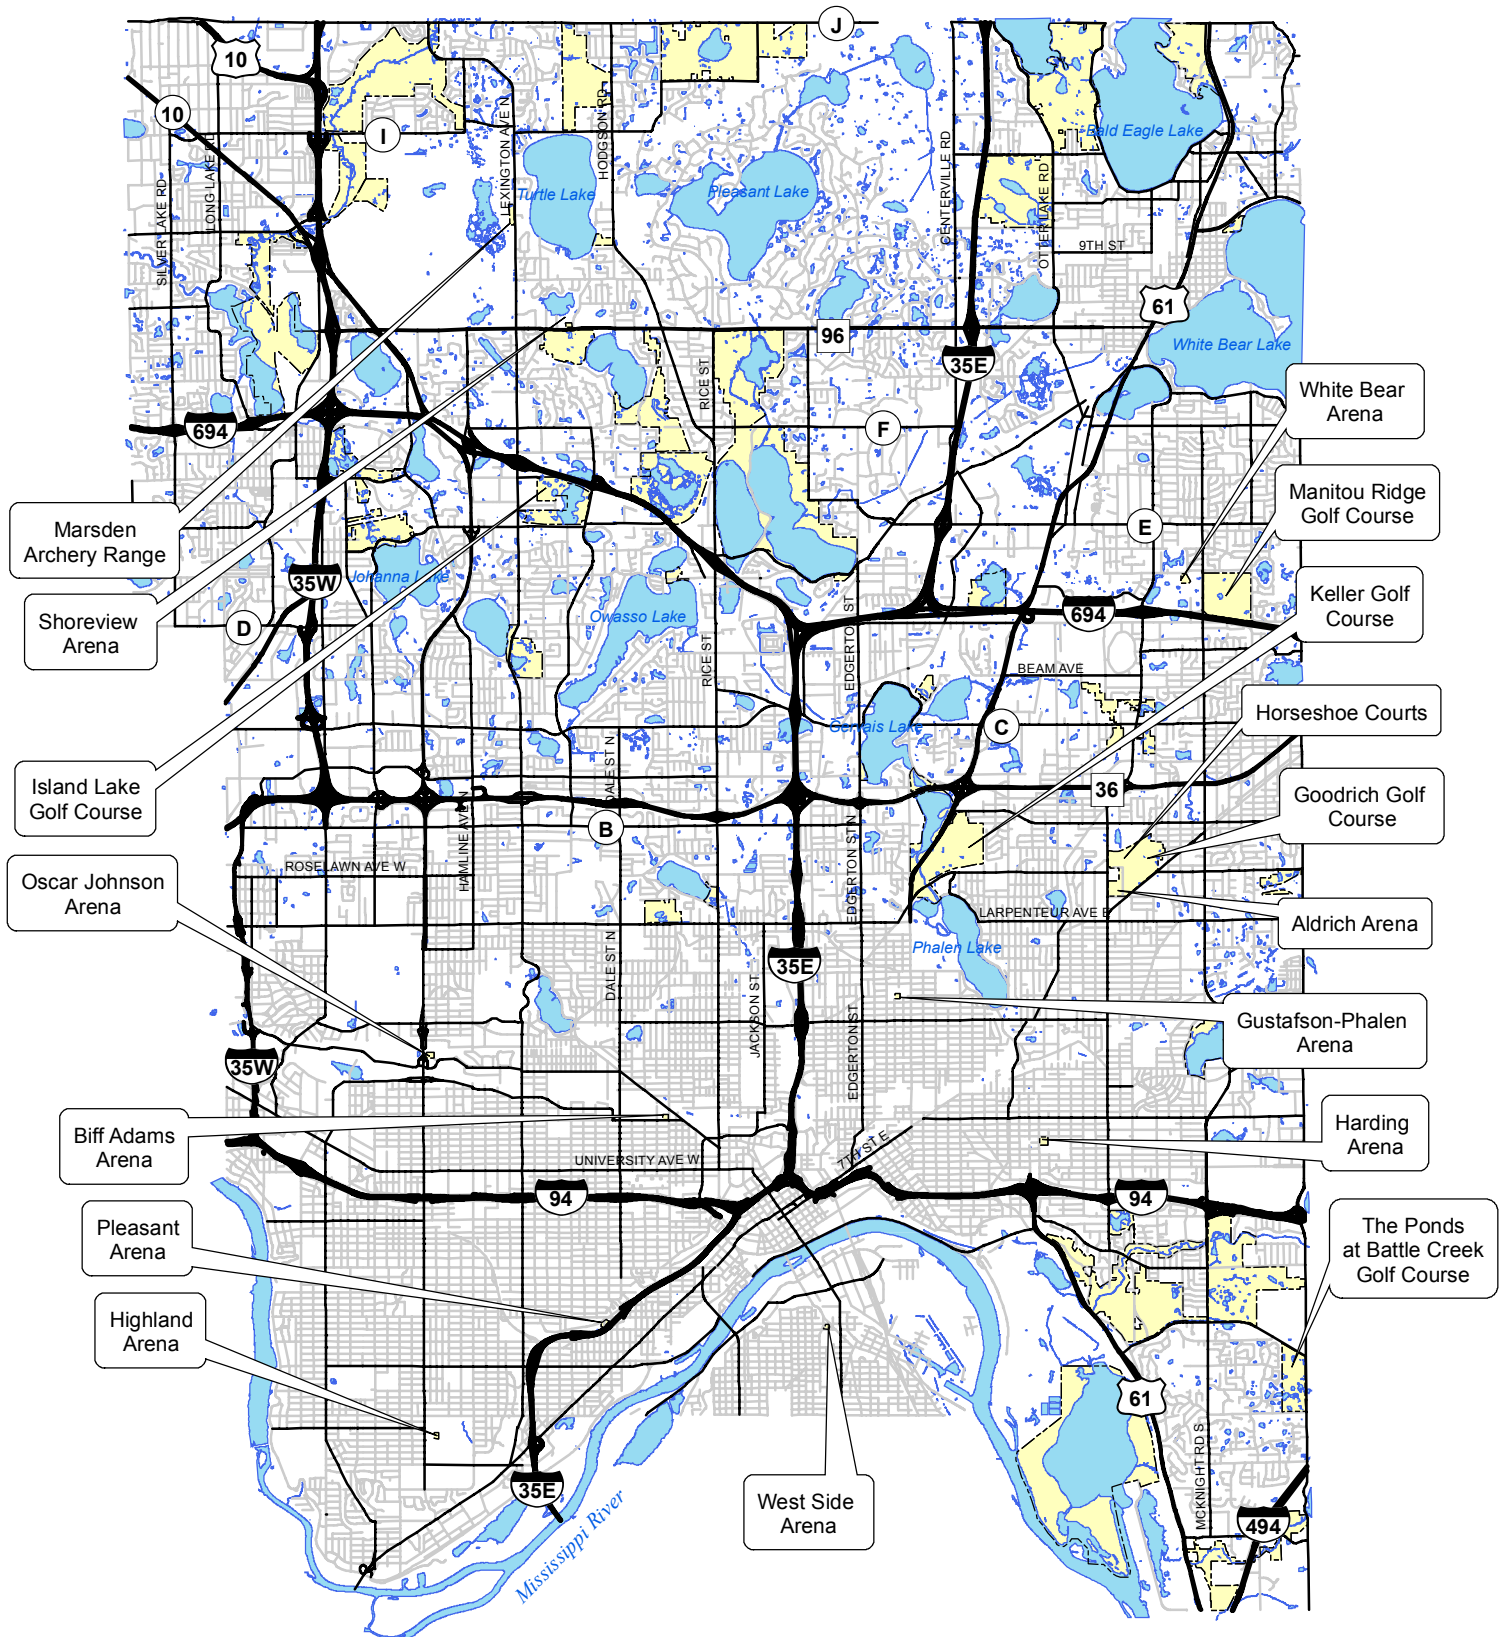 J
10
10
I
SILVER LAKE RD
LONG LAKE
LEXINGTON AVE N
HODGSON RD
Turtle Lake
Pleasant Lake
CENTERVILLE RD
OTTER LAKE RD
Bald Eagle Lake
9TH ST
61
White Bear Lake
96
35E
RICE ST
F
694
White Bear
Arena
Manitou Ridge
Golf Course
Marsden
Archery Range
E
35W
Johanna Lake
Owasso Lake
Keller Golf
Course
Shoreview
Arena
D
694
RICE ST
EDGERTON ST
BEAM AVE
Gervais Lake
C
Horseshoe Courts
Island Lake
Golf Course
DALE ST N
HAMLINE AVE N
36
Goodrich Golf
Course
B
EDGERTON ST N
ROSELAWN AVE W
Oscar Johnson
Arena
LARPENTEUR AVE E
Aldrich Arena
Phalen Lake
DALE ST N
35E
JACKSON ST
EDGERTON ST
Gustafson-Phalen
Arena
35W
Biff Adams
Arena
UNIVERSITY AVE W
7TH ST E
Harding
Arena
94
94
Pleasant
Arena
The Ponds
at Battle Creek
Golf Course
Highland
Arena
61
MCKNIGHT RD S
35E
Mississippi River
West Side
Arena
494